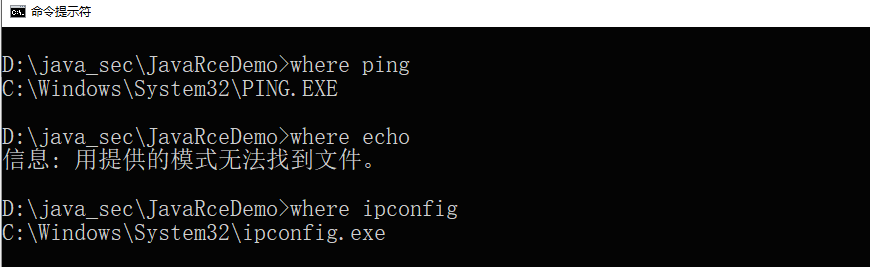 命令提示符
D:\java_sec\JavaRceDemo>where ping
C:\Windows\System32\PING.EXE
D:\java_sec\JavaRceDemo>where echo
信息: 用提供的模式无法找到文件。
D:\java_sec\JavaRceDemo>where ipconfig
C:\Windows\System32\ipconfig.exe